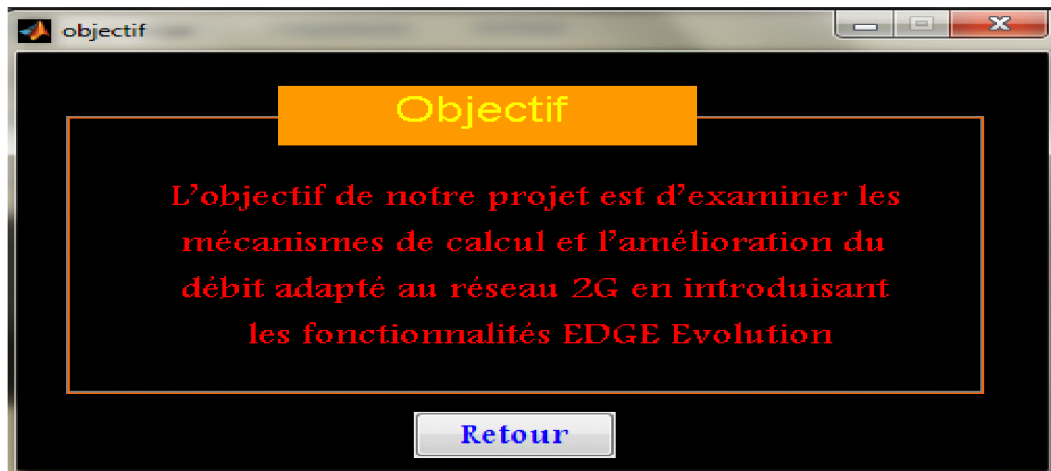 objectif
Objectif
L'objectif de notre projet est d'examiner les
mécanismes de calcul et l'amélioration du
débit adapté au réseau 2G en introduisant
les fonctionnalités EDGE Evolution
Retour